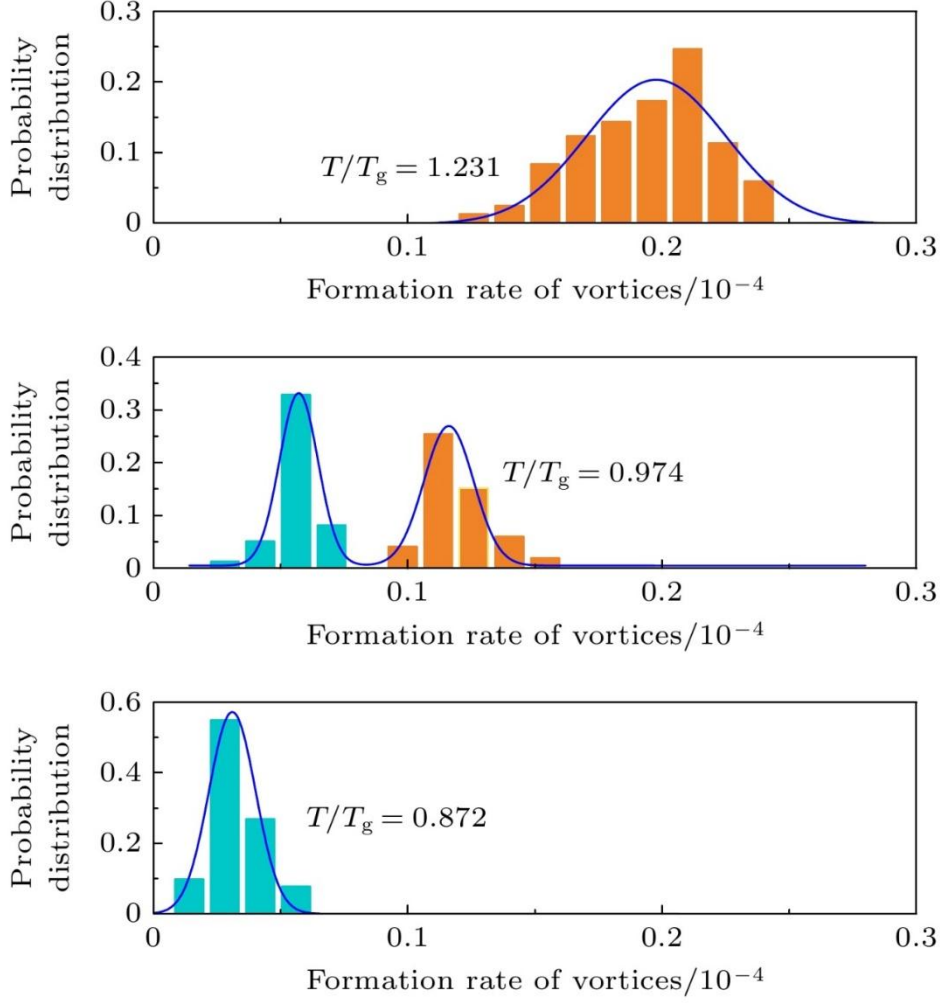 Probability
distribution
0.3
0.2
0.1
0
T/Tg = 1.231
0 0.1 0.2 0.3
Formation rate of vortices/10⁻⁴
Probability
distribution
0.4
0.3
0.2
0.1
0
T/Tg = 0.974
0 0.1 0.2 0.3
Formation rate of vortices/10⁻⁴
Probability
distribution
0.6
0.4
0.2
0
T/Tg = 0.872
0 0.1 0.2 0.3
Formation rate of vortices/10⁻⁴